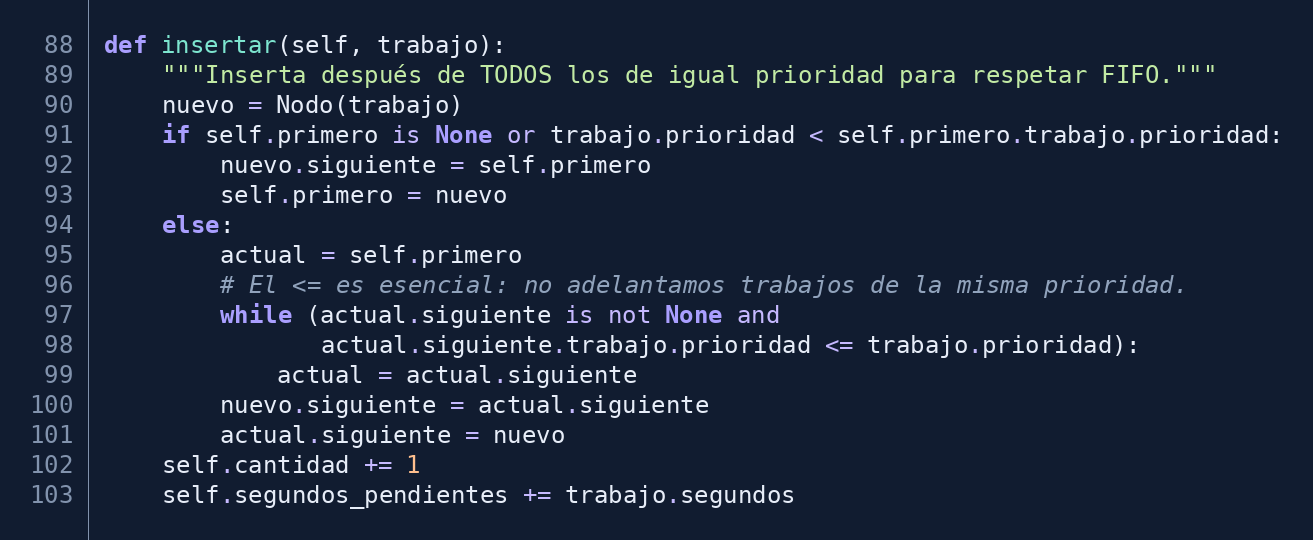 88 def insertar(self, trabajo):
89     """Inserta después de TODOS los de igual prioridad para respetar FIFO."""
90     nuevo = Nodo(trabajo)
91     if self.primero is None or trabajo.prioridad < self.primero.trabajo.prioridad:
92         nuevo.siguiente = self.primero
93         self.primero = nuevo
94     else:
95         actual = self.primero
96         # El <= es esencial: no adelantamos trabajos de la misma prioridad.
97         while (actual.siguiente is not None and
98                actual.siguiente.trabajo.prioridad <= trabajo.prioridad):
99             actual = actual.siguiente
100         nuevo.siguiente = actual.siguiente
101         actual.siguiente = nuevo
102     self.cantidad += 1
103     self.segundos_pendientes += trabajo.segundos